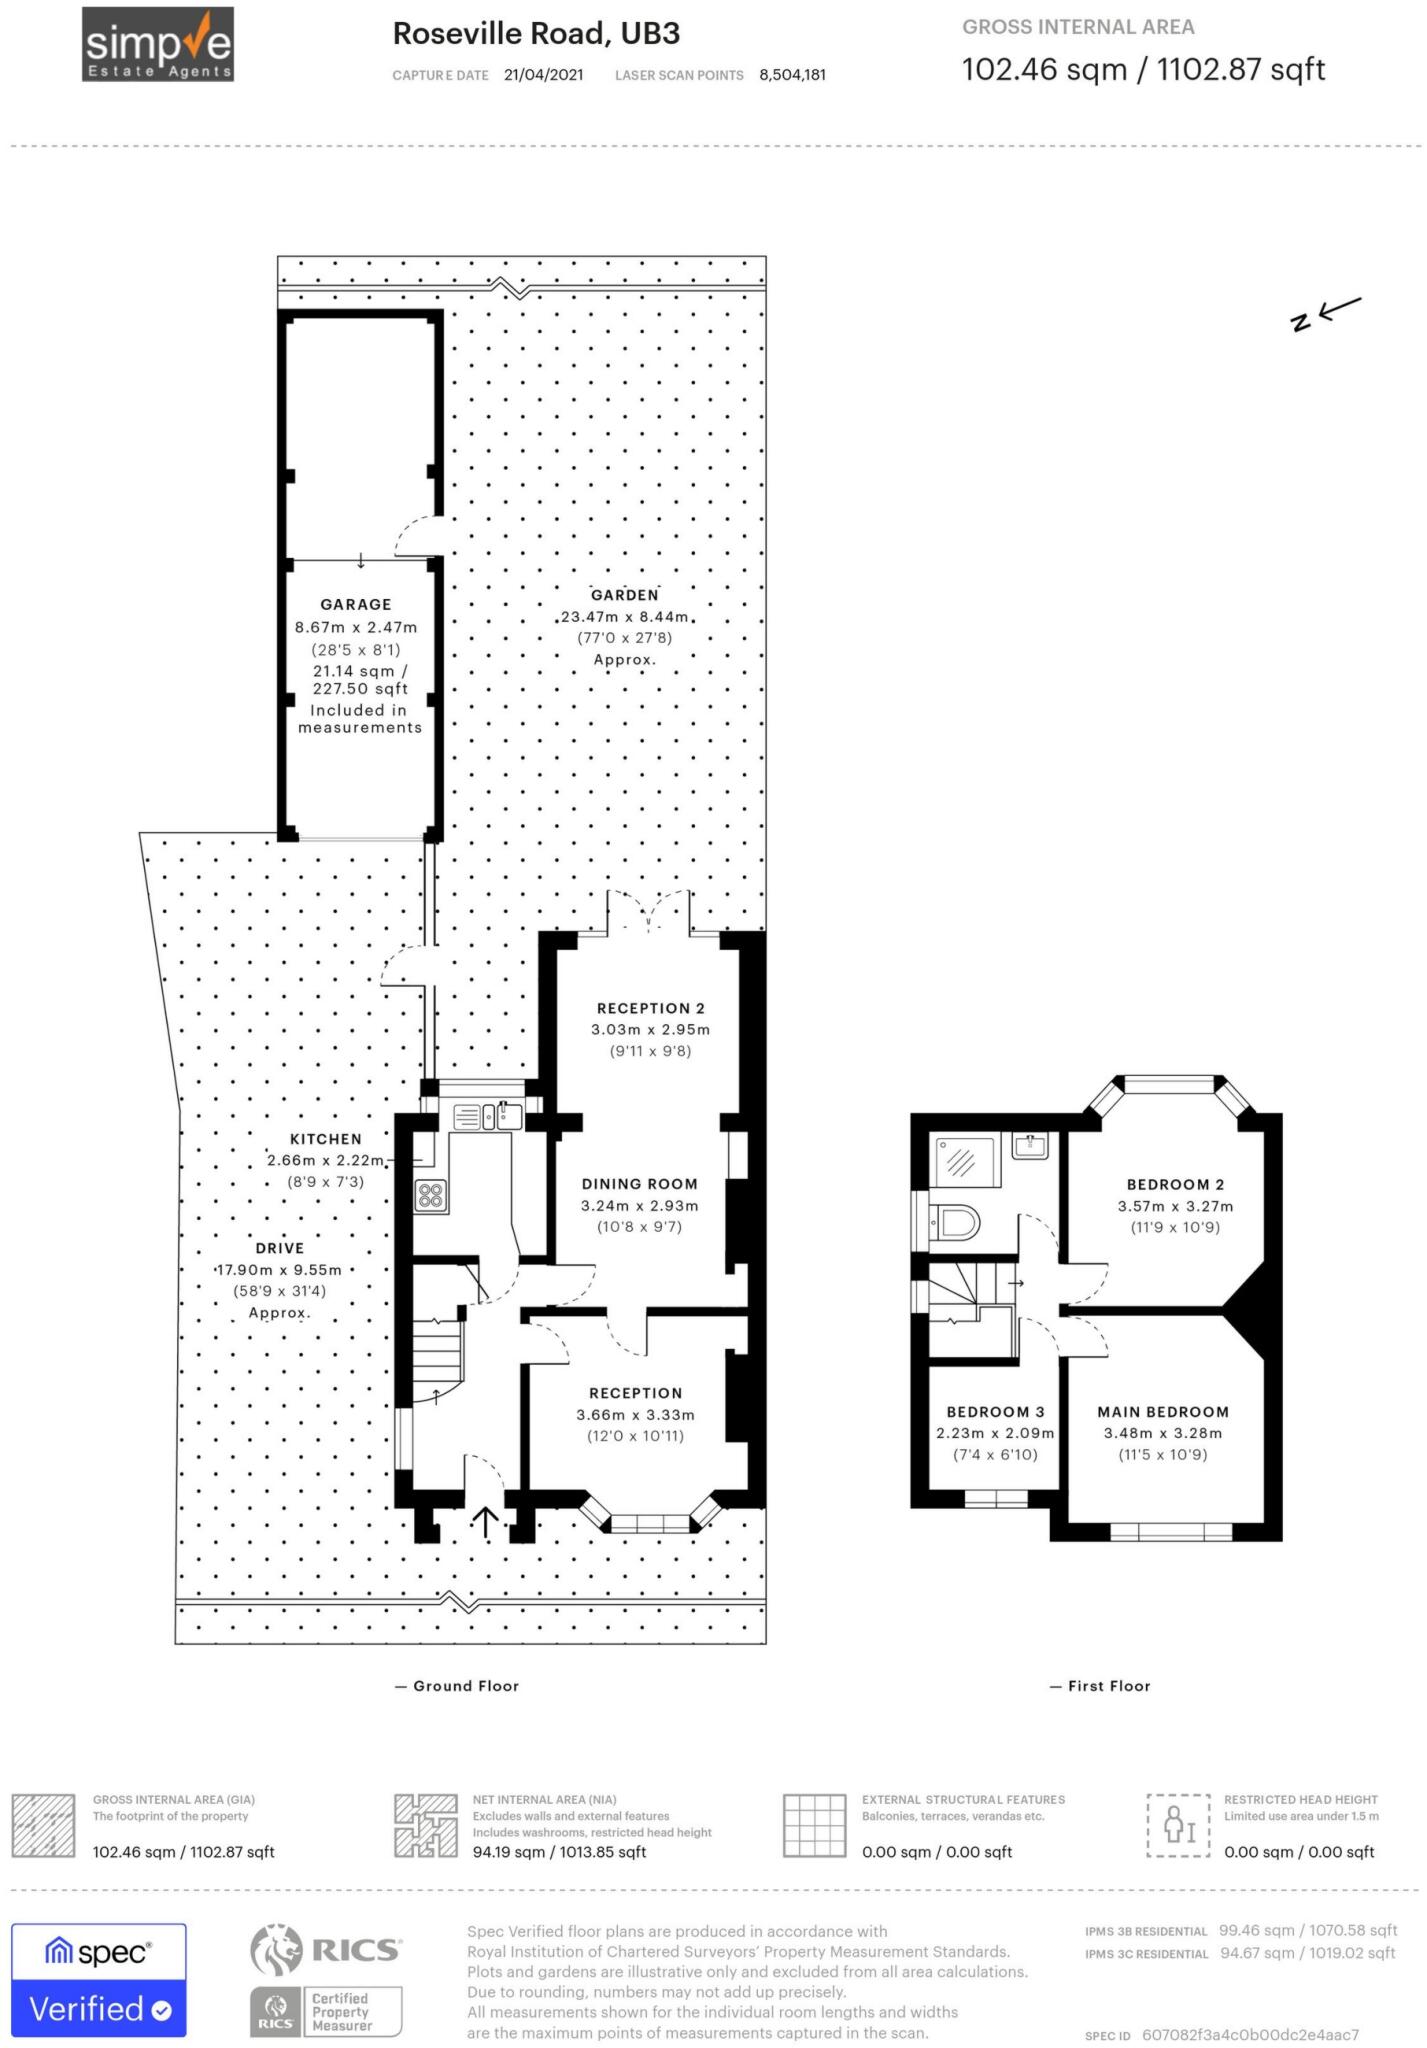 simpve
Estate Agents
Roseville Road, UB3
CAPTURE DATE 21/04/2021 LASER SCAN POINTS 8,504,181
GROSS INTERNAL AREA
102.46 sqm / 1102.87 sqft
N
GARAGE
8.67m x 2.47m
(28'5 x 8'1)
21.14 sqm /
227.50 sqft
Included in
measurements
GARDEN
23.47m x 8.44m
(77'0 x 27'8)
Approx.
RECEPTION 2
3.03m x 2.95m
(9'11 x 9'8)
KITCHEN
2.66m x 2.22m
(8'9 x 7'3)
DINING ROOM
3.24m x 2.93m
(10'8 x 9'7)
DRIVE
17.90m x 9.55m
(58'9 x 31'4)
Approx.
RECEPTION
3.66m x 3.33m
(12'0 x 10'11)
BEDROOM 2
3.57m x 3.27m
(11'9 x 10'9)
BEDROOM 3
2.23m x 2.09m
(7'4 x 6'10)
MAIN BEDROOM
3.48m x 3.28m
(11'5 x 10'9)
— Ground Floor
— First Floor
GROSS INTERNAL AREA (GIA)
The footprint of the property
102.46 sqm / 1102.87 sqft
NET INTERNAL AREA (NIA)
Excludes walls and external features
Includes washrooms, restricted head height
94.19 sqm / 1013.85 sqft
EXTERNAL STRUCTURAL FEATURES
Balconies, terraces, verandas etc.
0.00 sqm / 0.00 sqft
RESTRICTED HEAD HEIGHT
Limited use area under 1.5 m
0.00 sqm / 0.00 sqft
spec®
Verified
RICS®
RICS®
Certified
Property
Measurer
Spec Verified floor plans are produced in accordance with
Royal Institution of Chartered Surveyors' Property Measurement Standards.
Plots and gardens are illustrative only and excluded from all area calculations.
Due to rounding, numbers may not add up precisely.
All measurements shown for the individual room lengths and widths
are the maximum points of measurements captured in the scan.
IPMS 3B RESIDENTIAL 99.46 sqm / 1070.58 sqft
IPMS 3C RESIDENTIAL 94.67 sqm / 1019.02 sqft
SPEC ID 607082f3a4c0b00dc2e4aac7